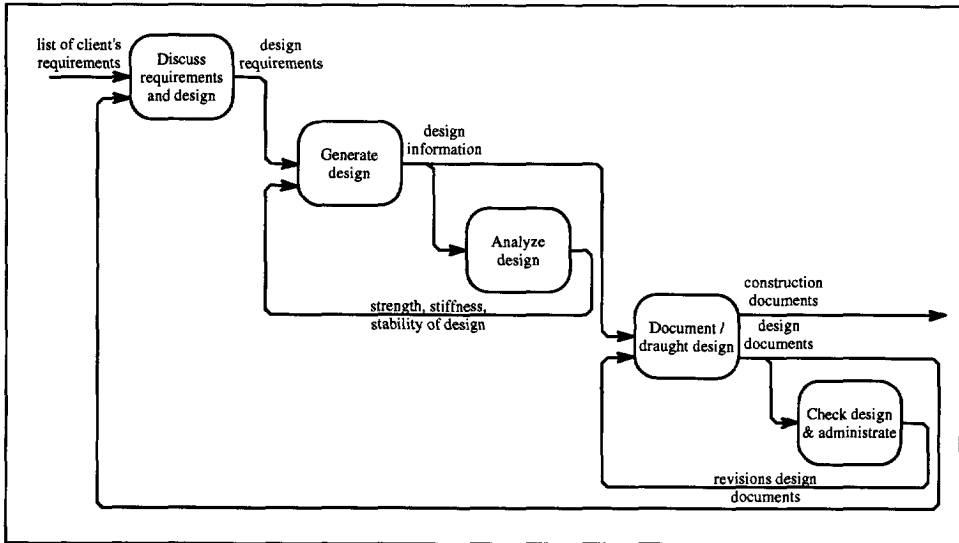 list of client's
requirements
Discuss
requirements
and design
design
requirements
Generate
design
design
information
Analyze
design
strength, stiffness,
stability of design
Document /
draught design
construction
documents
design
documents
Check design
& administrate
revisions design
documents